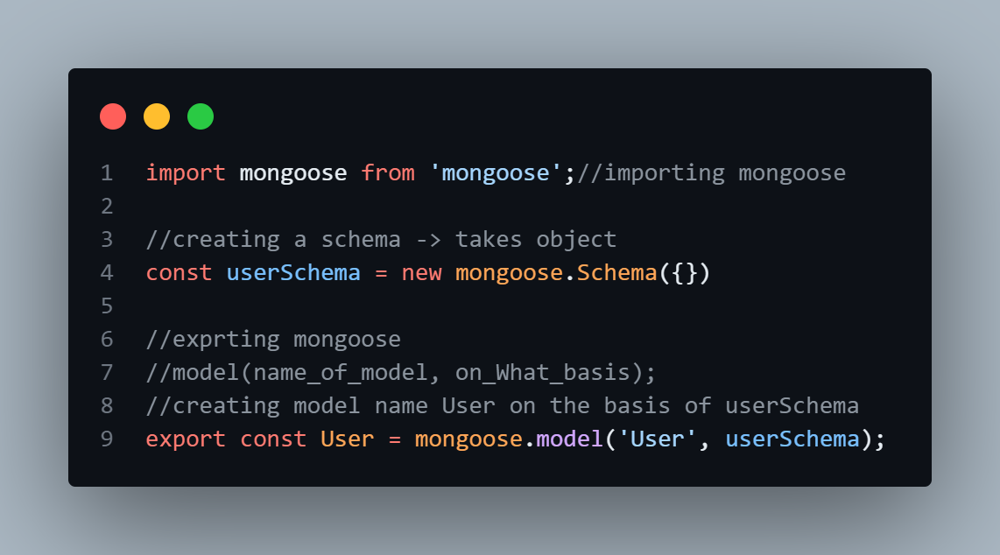 1 import mongoose from 'mongoose';//importing mongoose
2
3 //creating a schema -> takes object
4 const userSchema = new mongoose.Schema({})
5
6 //exprting mongoose
7 //model(name_of_model, on_What_basis);
8 //creating model name User on the basis of userSchema
9 export const User = mongoose.model('User', userSchema);